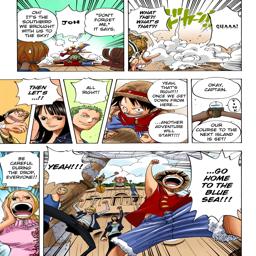 OH! IT'S
THE
SOUTHBIRD
WE BROUGHT
WITH US TO
THE SKY!
"DON'T
FORGET
ME,"
IT SAYS.
JOH
WHAT
THE?!
WHAT'S
THAT?!
YEAH,
THAT'S
RIGHT!!!
ONCE WE GET
DOWN FROM
HERE...
...ANOTHER
ADVENTURE
WILL
START!!!
OKAY,
CAPTAIN.
OUR
COURSE TO
THE NEXT
ISLAND
IS SET!
THEN
LET'S
...!!
ALL
RIGHT!
BE
CAREFUL
DURING
THE DROP,
EVERYONE!
YEAH!!!
...GO
HOME TO
THE
BLUE
SEA!!!